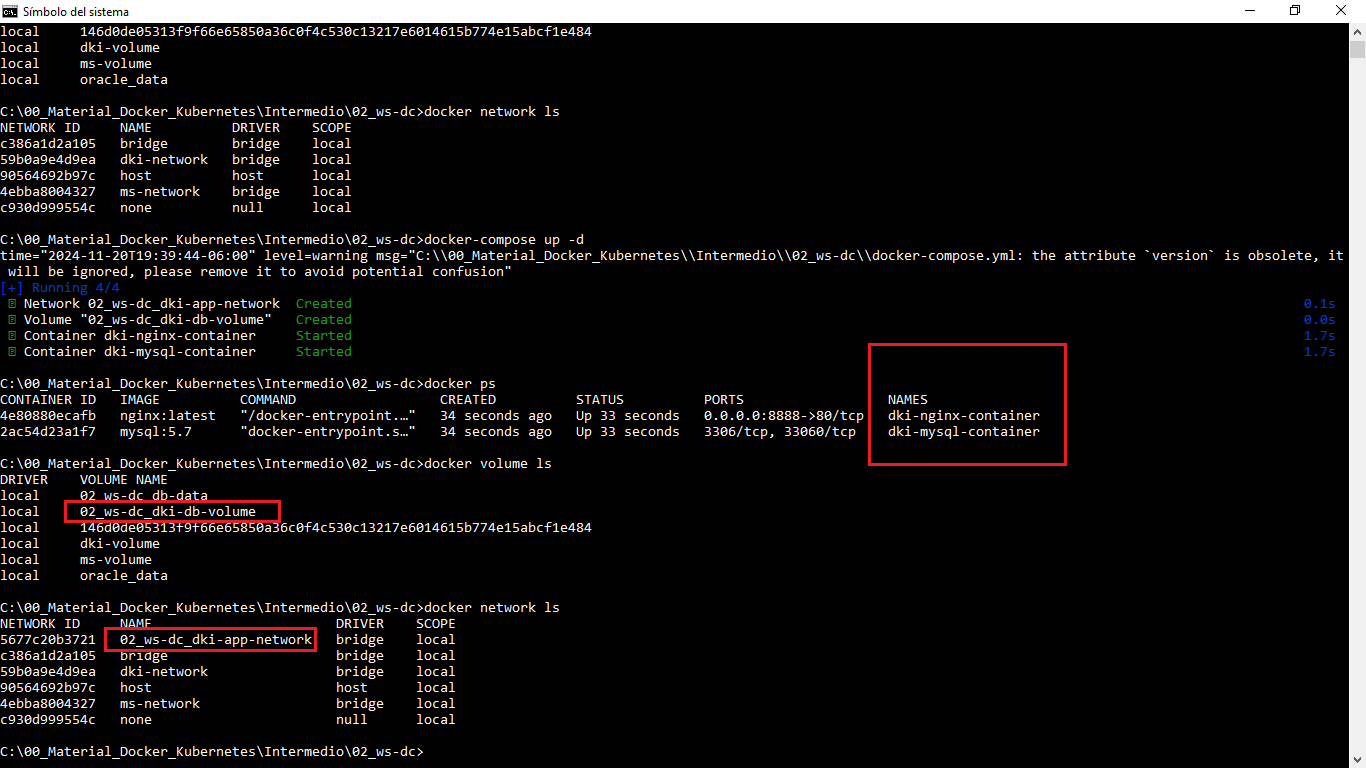 Símbolo del sistema
local     146d0de05313f9f66e65850a36c0f4c530c13217e6014615b774e15abcf1e484
local     dki-volume
local     ms-volume
local     oracle_data
C:\00_Material_Docker_Kubernetes\Intermedio\02_ws-dc>docker network ls
NETWORK ID     NAME          DRIVER    SCOPE
c386a1d2a105   bridge        bridge    local
59b0a9e4d9ea   dki-network   bridge    local
90564692b97c   host          host      local
4ebba8004327   ms-network    bridge    local
c930d999554c   none          null      local
C:\00_Material_Docker_Kubernetes\Intermedio\02_ws-dc>docker-compose up -d
time="2024-11-20T19:39:44-06:00" level=warning msg="C:\\00_Material_Docker_Kubernetes\\Intermedio\\02_ws-dc\\docker-compose.yml: the attribute `version` is obsolete, it
 will be ignored, please remove it to avoid potential confusion"
[+] Running 4/4
Network 02_ws-dc_dki-app-network  Created 0.1s
Volume "02_ws-dc_dki-db-volume"   Created 0.0s
Container dki-nginx-container     Started 1.7s
Container dki-mysql-container     Started 1.7s
C:\00_Material_Docker_Kubernetes\Intermedio\02_ws-dc>docker ps
CONTAINER ID   IMAGE          COMMAND                  CREATED          STATUS          PORTS                  NAMES
4e80880ecafb   nginx:latest   "/docker-entrypoint.…"   34 seconds ago   Up 33 seconds   0.0.0.0:8888->80/tcp   dki-nginx-container
2ac54d23a1f7   mysql:5.7      "docker-entrypoint.s…"   34 seconds ago   Up 33 seconds   3306/tcp, 33060/tcp    dki-mysql-container
C:\00_Material_Docker_Kubernetes\Intermedio\02_ws-dc>docker volume ls
DRIVER    VOLUME NAME
local     02_ws-dc_db-data
local     02_ws-dc_dki-db-volume
local     146d0de05313f9f66e65850a36c0f4c530c13217e6014615b774e15abcf1e484
local     dki-volume
local     ms-volume
local     oracle_data
C:\00_Material_Docker_Kubernetes\Intermedio\02_ws-dc>docker network ls
NETWORK ID     NAME                       DRIVER    SCOPE
5677c20b3721   02_ws-dc_dki-app-network   bridge    local
c386a1d2a105   bridge                     bridge    local
59b0a9e4d9ea   dki-network                bridge    local
90564692b97c   host                       host      local
4ebba8004327   ms-network                 bridge    local
c930d999554c   none                       null      local
C:\00_Material_Docker_Kubernetes\Intermedio\02_ws-dc>